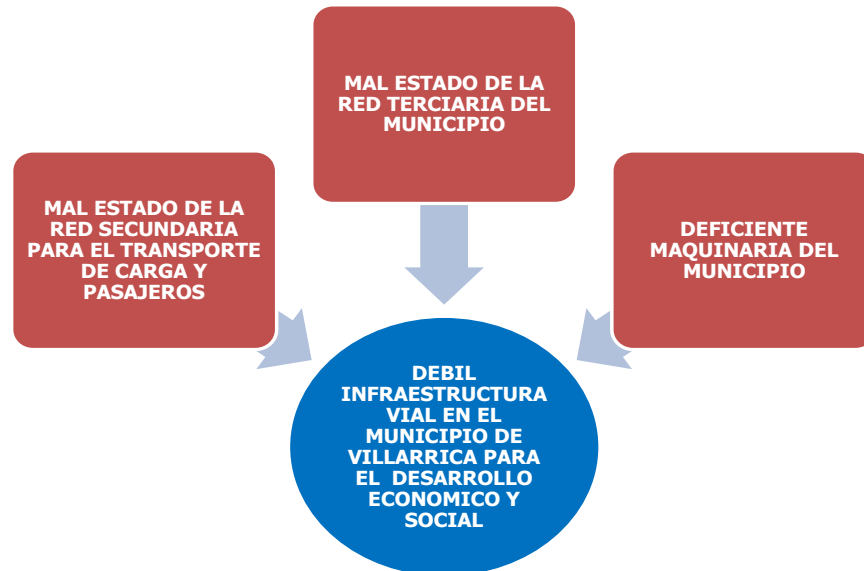 MAL ESTADO DE LA
RED TERCIARIA DEL
MUNICIPIO
MAL ESTADO DE LA
RED SECUNDARIA
PARA EL TRANSPORTE
DE CARGA Y
PASAJEROS
DEFICIENTE
MAQUINARIA DEL
MUNICIPIO
DEBIL
INFRAESTRUCTURA
VIAL EN EL
MUNICIPIO DE
VILLARRICA PARA
EL DESARROLLO
ECONOMICO Y
SOCIAL